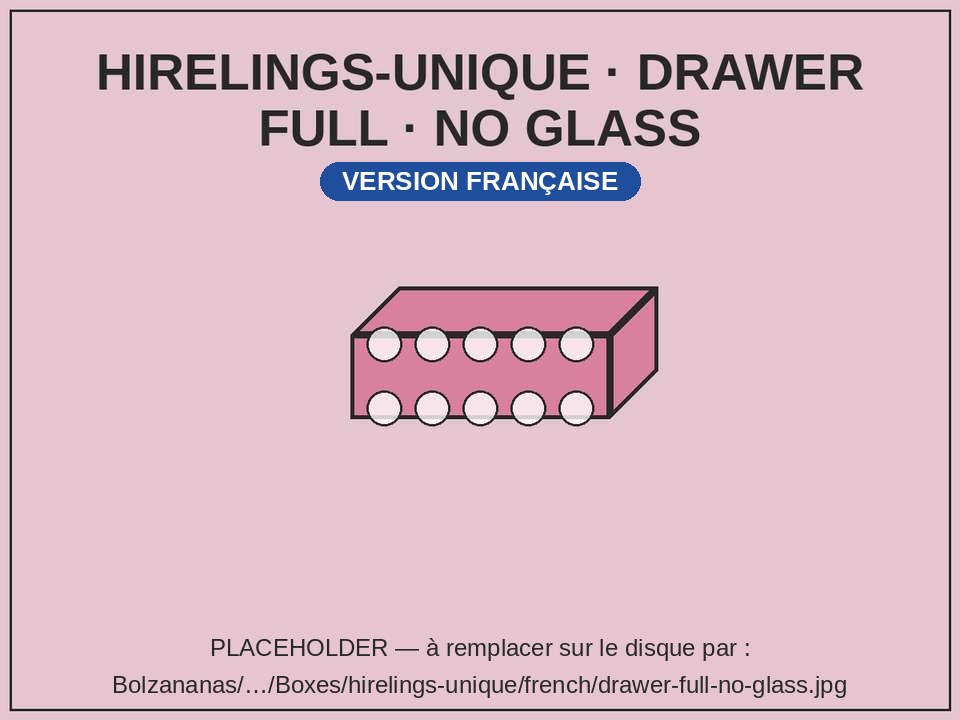 HIRELINGS-UNIQUE · DRAWER
FULL · NO GLASS
VERSION FRANÇAISE
PLACEHOLDER — à remplacer sur le disque par :
Bolzananas/…/Boxes/hirelings-unique/french/drawer-full-no-glass.jpg